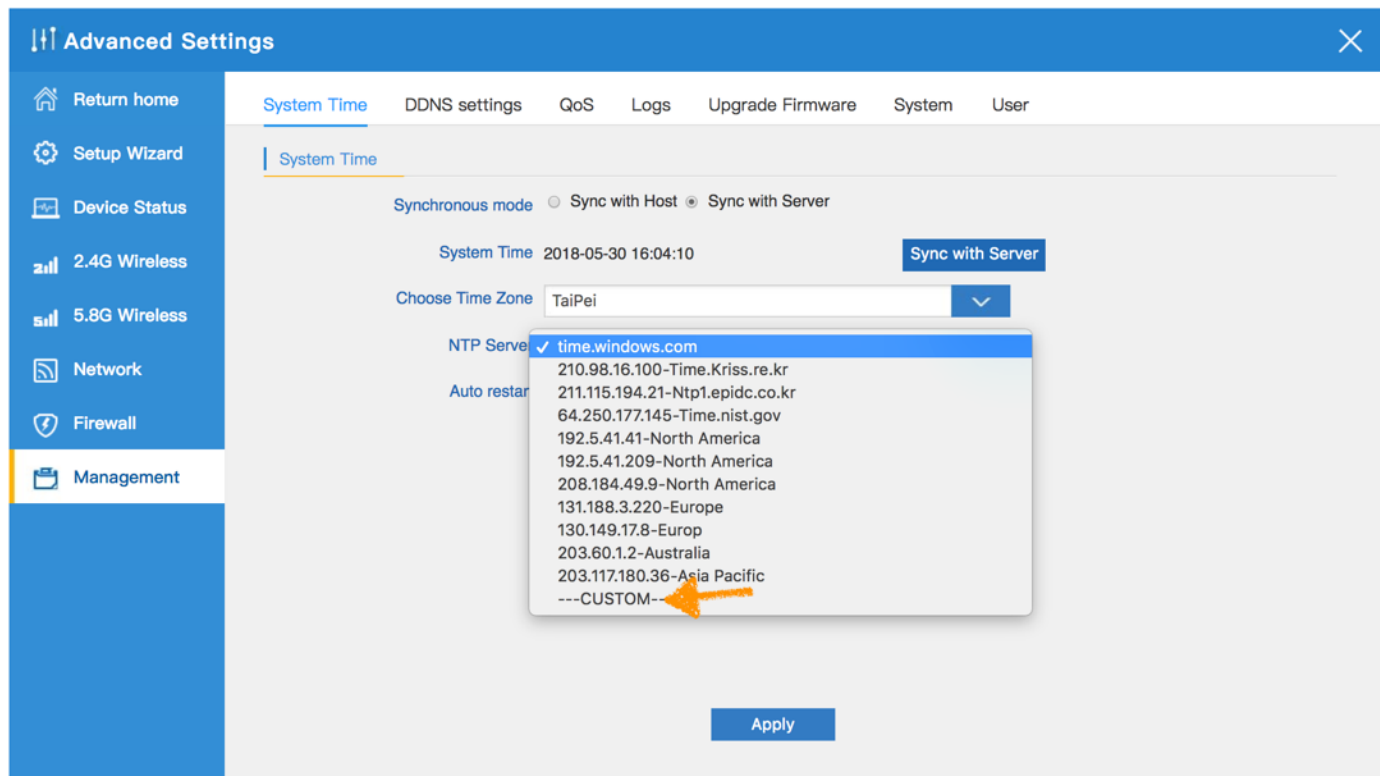 Advanced Settings
Return home
Setup Wizard
Device Status
2.4G Wireless
5.8G Wireless
Network
Firewall
Management
System Time DDNS settings QoS Logs Upgrade Firmware System User
System Time
Synchronous mode Sync with Host Sync with Server
System Time 2018-05-30 16:04:10 Sync with Server
Choose Time Zone TaiPei
NTP Server
✓ time.windows.com
210.98.16.100-Time.Kriss.re.kr
211.115.194.21-Ntp1.epidc.co.kr
64.250.177.145-Time.nist.gov
192.5.41.41-North America
192.5.41.209-North America
208.184.49.9-North America
131.188.3.220-Europe
130.149.17.8-Europ
203.60.1.2-Australia
203.117.180.36-Asia Pacific
---CUSTOM--
Auto restar
Apply